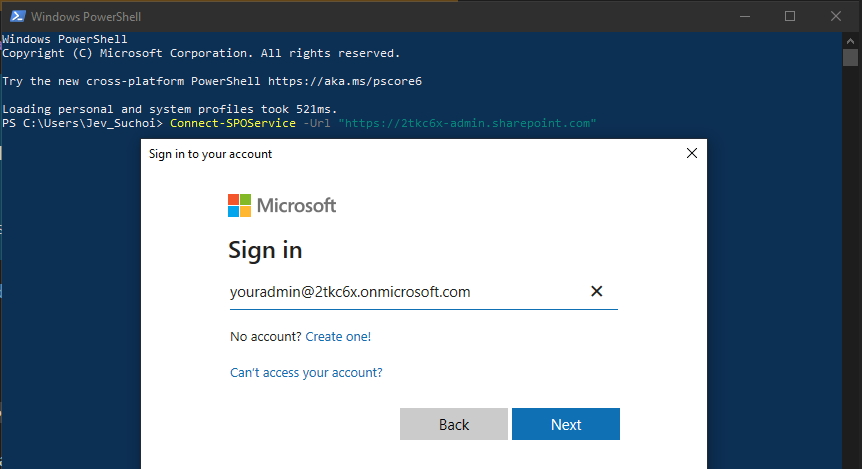 Windows PowerShell
Windows PowerShell
Copyright (C) Microsoft Corporation. All rights reserved.
Try the new cross-platform PowerShell https://aka.ms/pscore6
Loading personal and system profiles took 521ms.
PS C:\Users\Jev_Suchoi> Connect-SPOService -Url "https://2tkc6x-admin.sharepoint.com"
Sign in to your account
Microsoft
Sign in
youradmin@2tkc6x.onmicrosoft.com
No account? Create one!
Can't access your account?
Back
Next